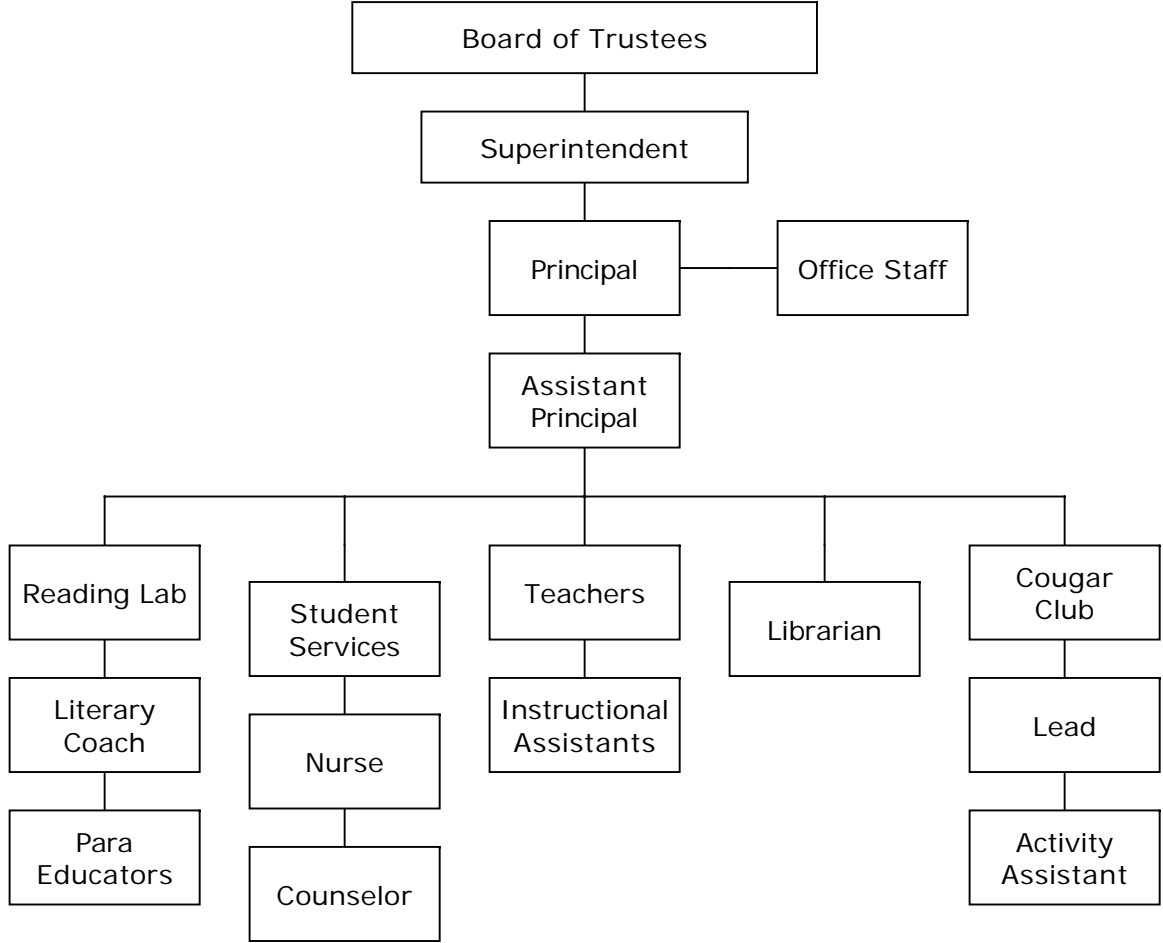 Board of Trustees
Superintendent
Principal
Office Staff
Assistant
Principal
Reading Lab
Student
Services
Teachers
Librarian
Cougar
Club
Literary
Coach
Nurse
Instructional
Assistants
Lead
Para
Educators
Counselor
Activity
Assistant